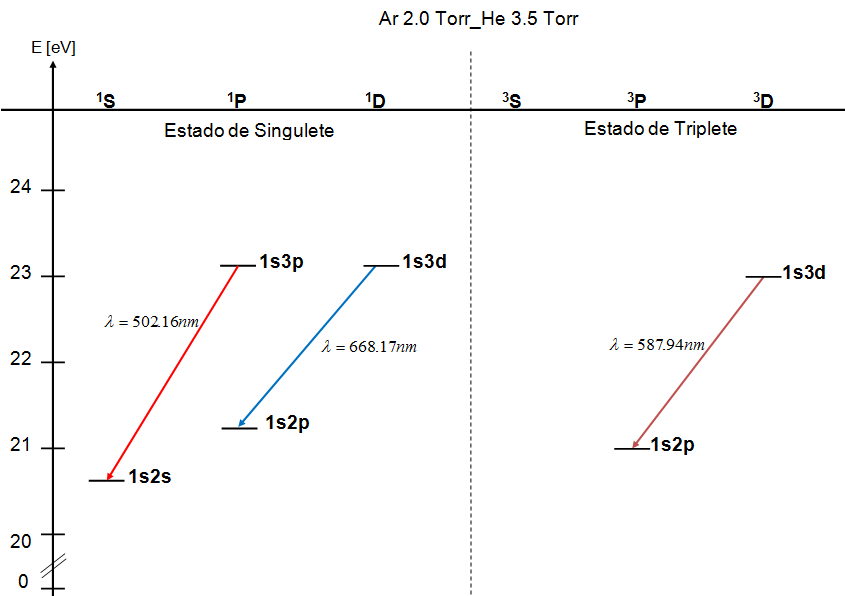 Ar 2.0 Torr_He 3.5 Torr
E [eV]
¹S ¹P ¹D ³S ³P ³D
Estado de Singulete Estado de Triplete
24
1s3p 1s3d
23 1s3d
λ = 502.16nm
λ = 668.17nm λ = 587.94nm
22
1s2p
21 1s2p
1s2s
20
0